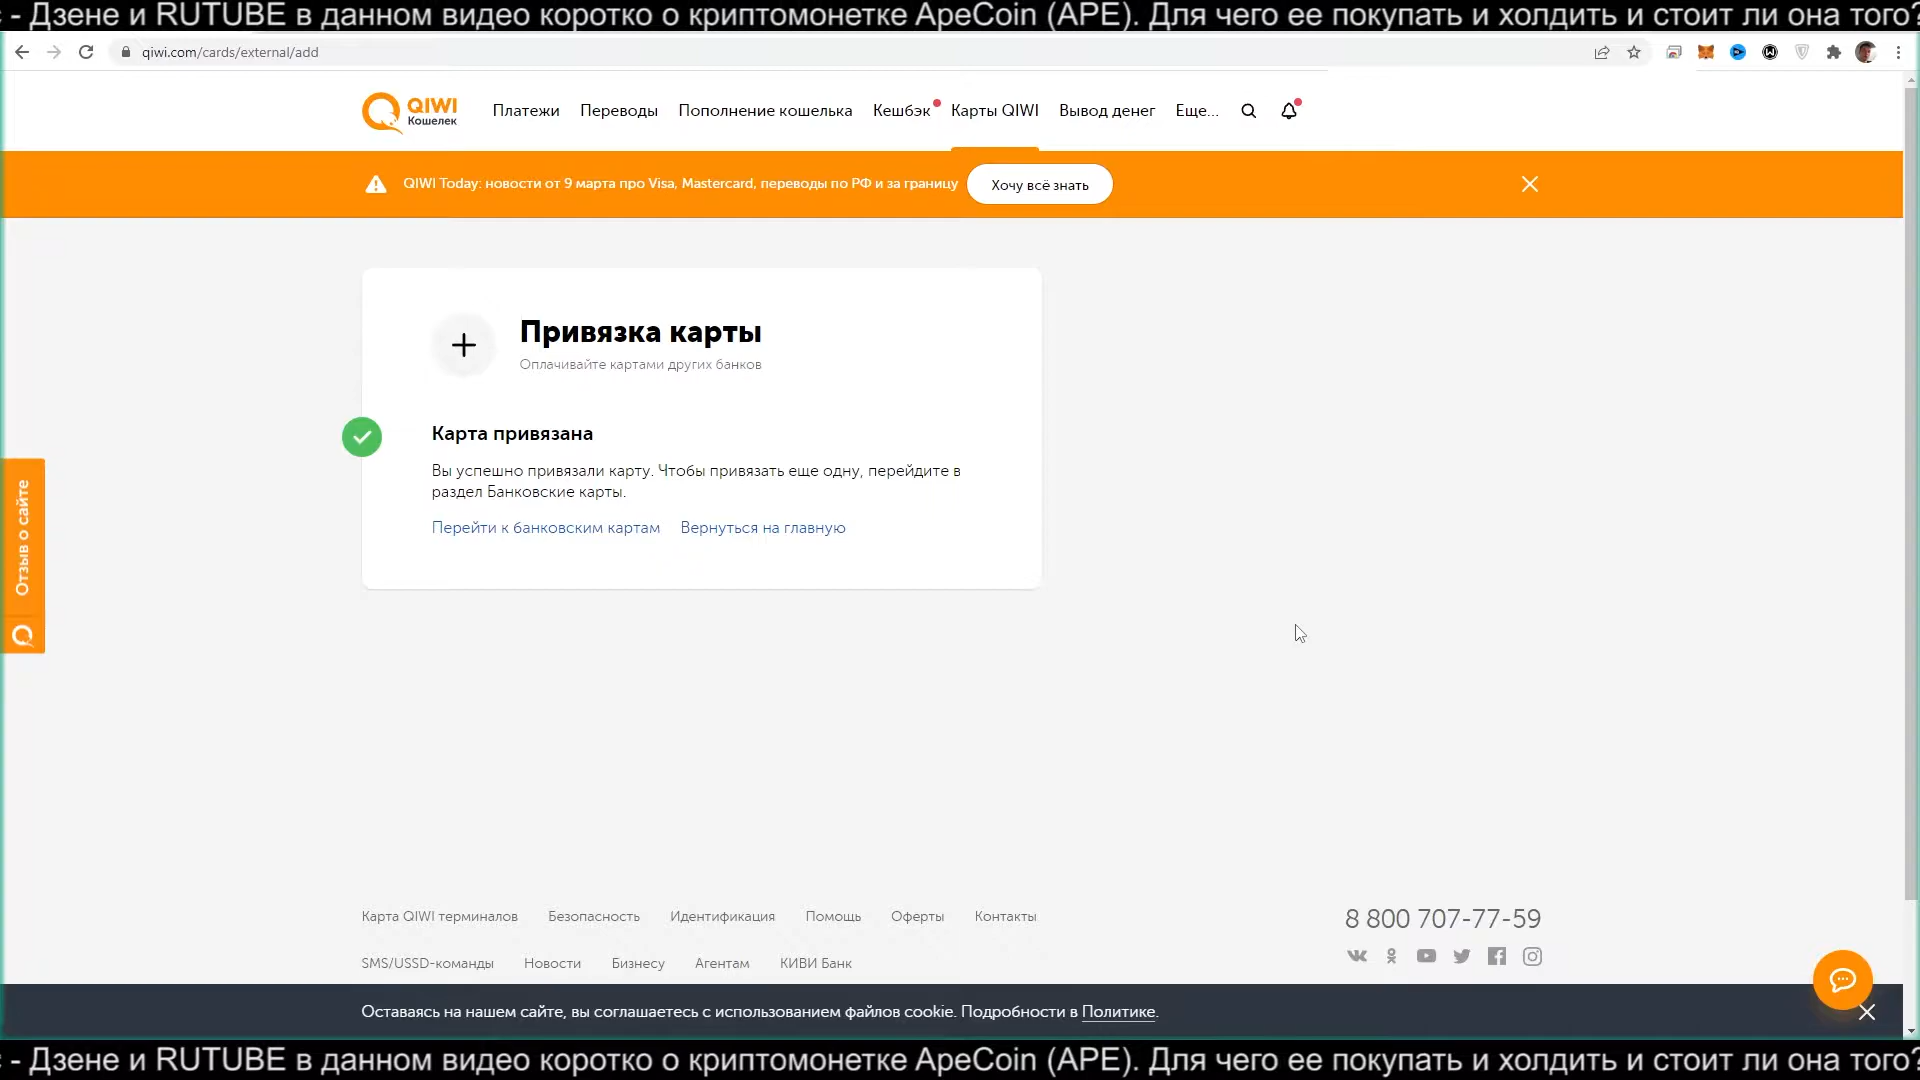 - Дзене и RUTUBE в данном видео коротко о криптомонетке ApeCoin (APE). Для чего ее покупать и холдить и стоит ли она того?
qiwi.com/cards/external/add
QIWI
Кошелек
Платежи Переводы Пополнение кошелька Кешбэк Карты QIWI Вывод денег Еще...
QIWI Today: новости от 9 марта про Visa, Mastercard, переводы по РФ и за границу Хочу всё знать
Привязка карты
Оплачивайте картами других банков
Карта привязана
Вы успешно привязали карту. Чтобы привязать еще одну, перейдите в
раздел Банковские карты.
Перейти к банковским картам Вернуться на главную
Отзыв о сайте
Карта QIWI терминалов Безопасность Идентификация Помощь Оферты Контакты
8 800 707-77-59
SMS/USSD-команды Новости Бизнесу Агентам КИВИ Банк
Оставаясь на нашем сайте, вы соглашаетесь с использованием файлов cookie. Подробности в Политике.
- Дзене и RUTUBE в данном видео коротко о криптомонетке ApeCoin (APE). Для чего ее покупать и холдить и стоит ли она того?